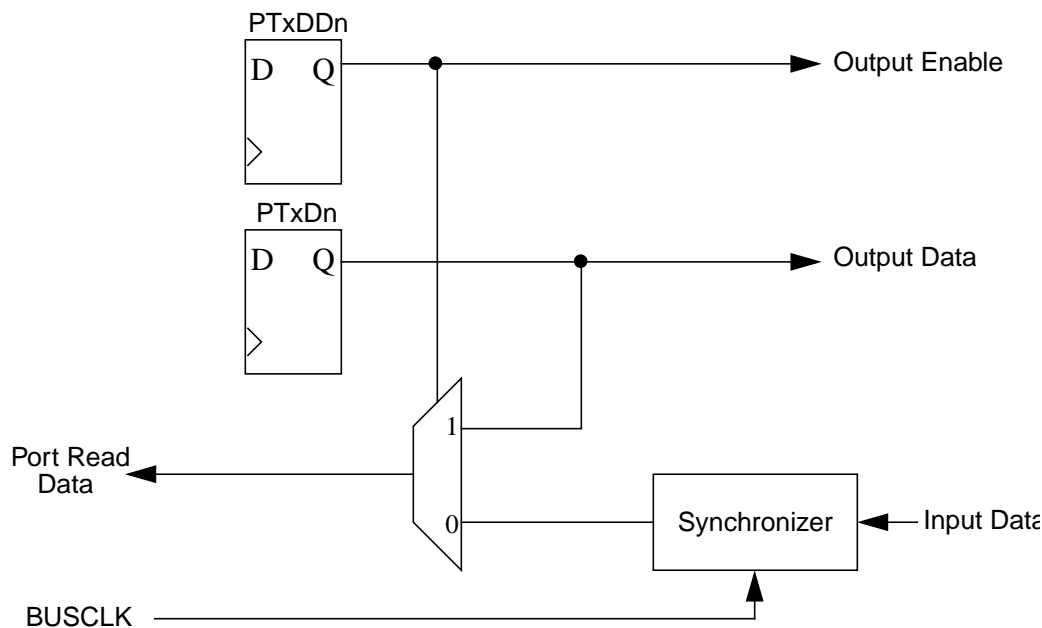 PTxDDn
D Q
Output Enable
PTxDn
D Q
Output Data
1
Port Read
Data
0
Synchronizer
Input Data
BUSCLK